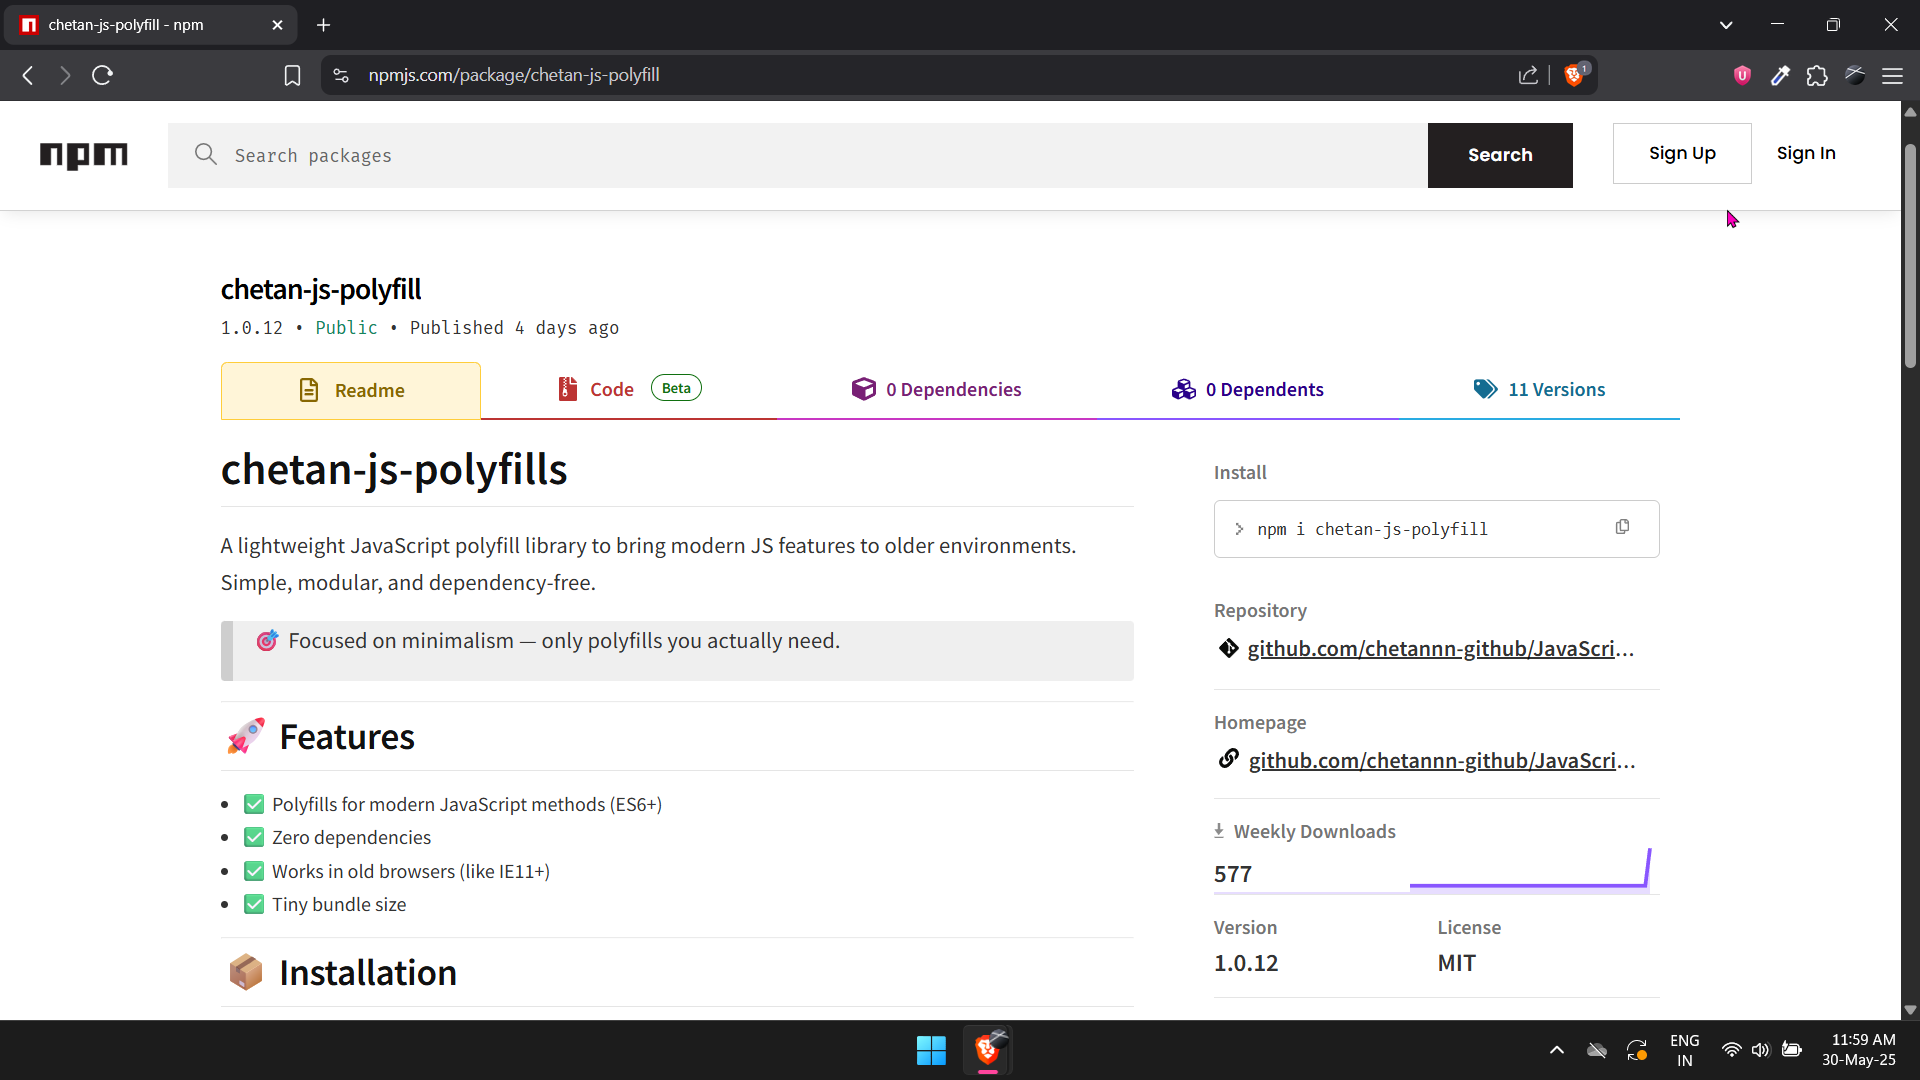 chetan-js-polyfill - npm
npmjs.com/package/chetan-js-polyfill
1
npm
Search packages
Search
Sign Up
Sign In
chetan-js-polyfill
1.0.12 • Public • Published 4 days ago
Readme
Code Beta
0 Dependencies
0 Dependents
11 Versions
chetan-js-polyfills
A lightweight JavaScript polyfill library to bring modern JS features to older environments.
Simple, modular, and dependency-free.
🎯 Focused on minimalism — only polyfills you actually need.
🚀 Features
• ✅ Polyfills for modern JavaScript methods (ES6+)
• ✅ Zero dependencies
• ✅ Works in old browsers (like IE11+)
• ✅ Tiny bundle size
📦 Installation
Install
> npm i chetan-js-polyfill
Repository
github.com/chetannn-github/JavaScri...
Homepage
github.com/chetannn-github/JavaScri...
Weekly Downloads
577
Version
License
1.0.12
MIT
ENG
IN
11:59 AM
30-May-25